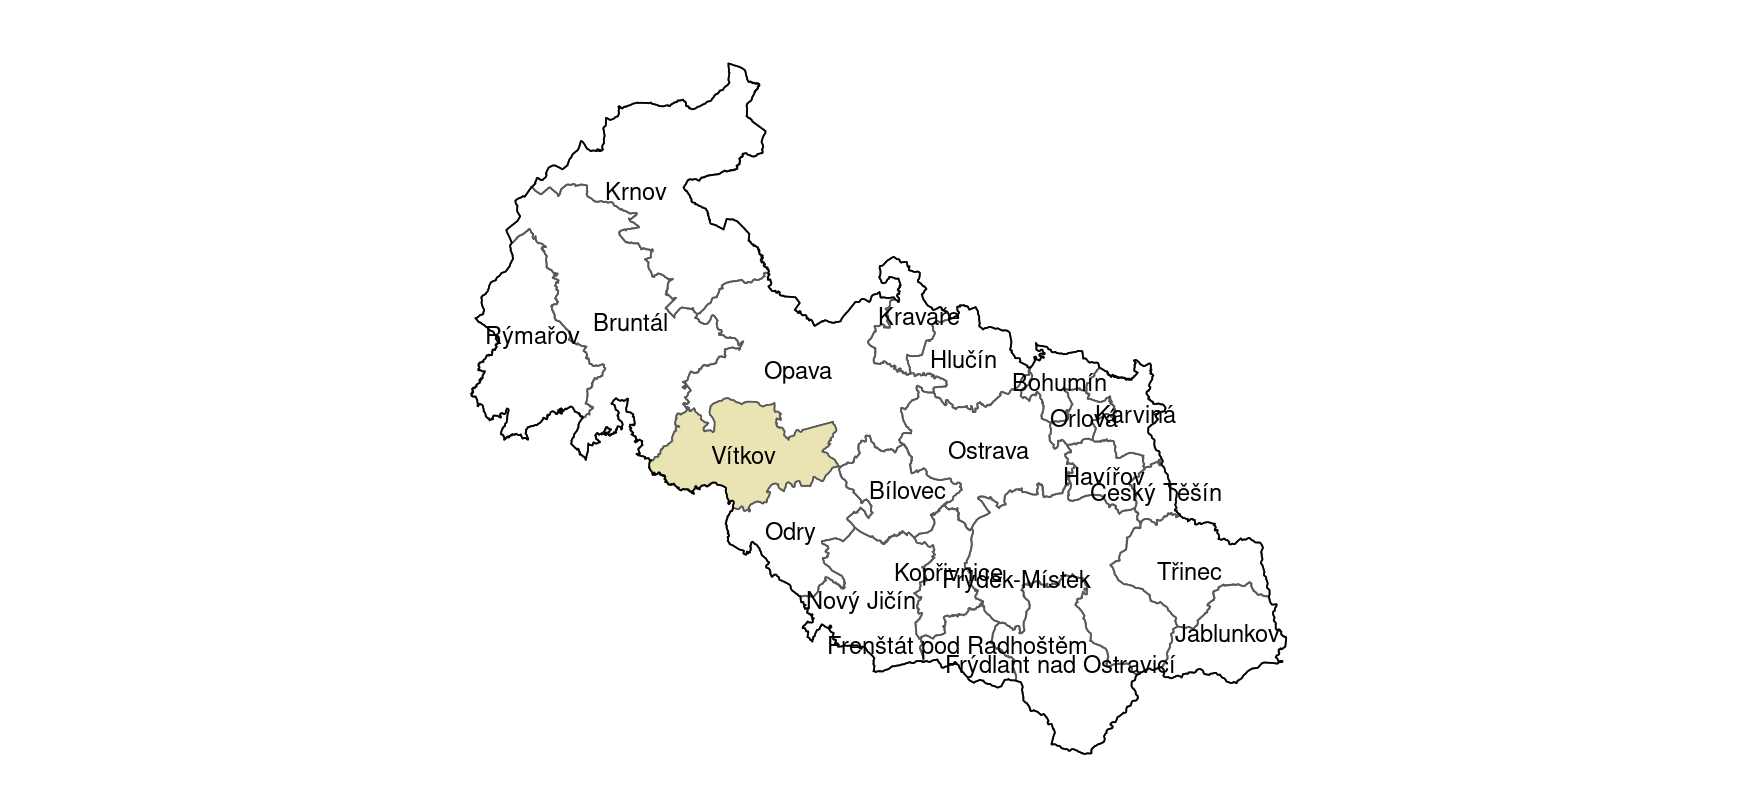 Krnov
Bruntál
Rýmařov
Kravaře
Hlučín
Opava
Bohumín
Orlová
Karviná
Ostrava
Vítkov
Havířov
Český Těšín
Bílovec
Odry
Kopřivnice
Frýdek-Místek
Třinec
Nový Jičín
Jablunkov
Frenštát pod Radhoštěm
Frýdlant nad Ostravicí